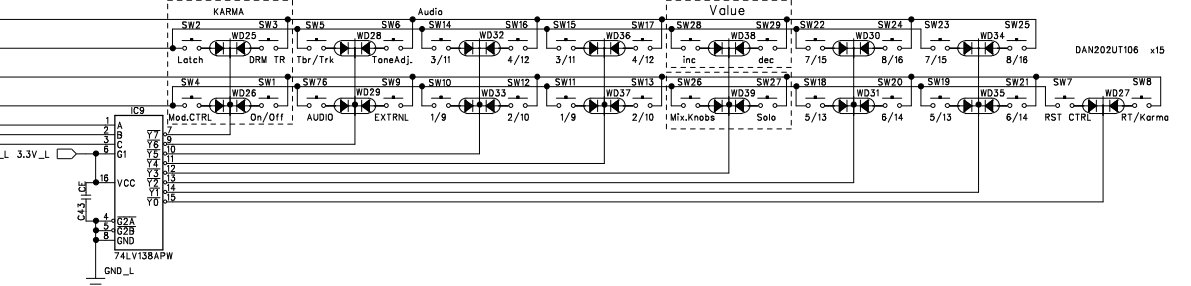 KARMA Audio Value
SW2 SW3 SW5 SW6 SW14 SW16 SW15 SW17 SW28 SW29 SW22 SW24 SW23 SW25
WD25 WD28 WD32 WD36 WD38 WD30 WD34 DAN202UT106 x15
Latch DRM TR Tbr/Trk ToneAdj. 3/11 4/12 3/11 4/12 inc dec 7/15 8/16 7/15 8/16
SW4 SW1 SW76 SW9 SW10 SW12 SW11 SW13 SW26 SW27 SW18 SW20 SW19 SW21 SW7 SW8
WD26 WD29 WD33 WD37 WD39 WD31 WD35 WD27
Mod.CTRL On/Off AUDIO EXTRNL 1/9 2/10 1/9 2/10 Mix.Knobs Solo 5/13 6/14 5/13 6/14 RST CTRL RT/Karma
IC9
1 A
2 B Y7 7
3 C Y6 9
_L 3.3V_L 6 G1 Y5 10
Y4 11
Y3 12
16 VCC Y2 13
Y1 14
Y0 15
C43 CE
4 G2A
5 G2B
8 GND
74LV138APW
GND_L